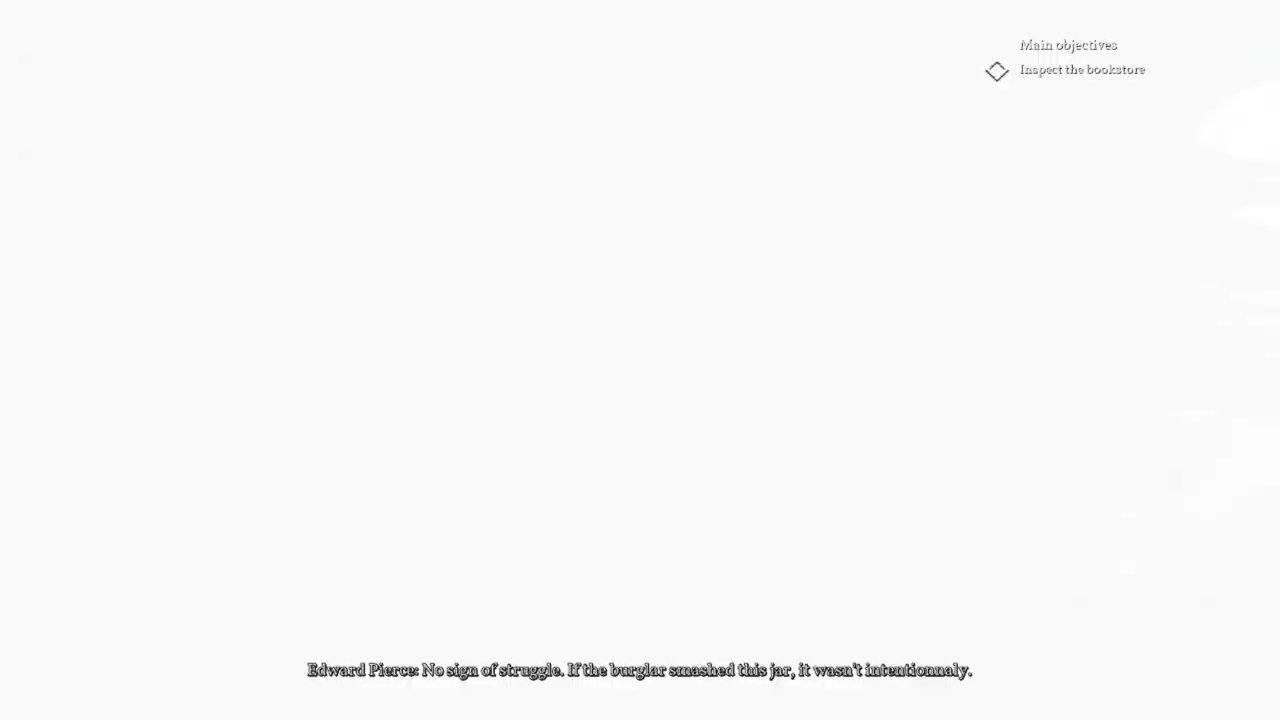 Main objectives
Inspect the bookstore
Edward Pierce: No sign of struggle. If the burglar smashed this jar, it wasn't intentionnaly.